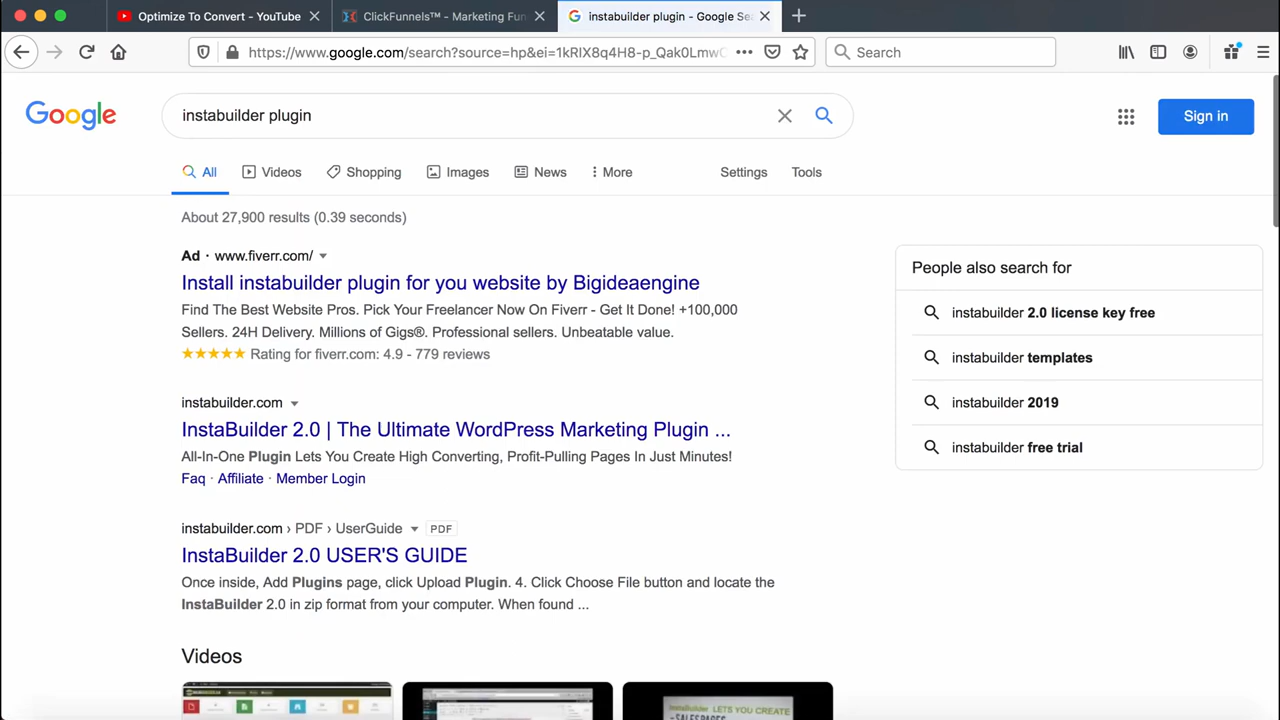 Optimize To Convert - YouTube
ClickFunnels™ - Marketing Fun
instabuilder plugin - Google Sea
https://www.google.com/search?source=hp&ei=1kRIX8q4H8-p_Qak0LmwC
Search
Google
instabuilder plugin
Sign in
All
Videos
Shopping
Images
News
More
Settings
Tools
About 27,900 results (0.39 seconds)
Ad · www.fiverr.com/
Install instabuilder plugin for you website by Bigideaengine
Find The Best Website Pros. Pick Your Freelancer Now On Fiverr - Get It Done! +100,000
Sellers. 24H Delivery. Millions of Gigs®. Professional sellers. Unbeatable value.
Rating for fiverr.com: 4.9 - 779 reviews
instabuilder.com
InstaBuilder 2.0 | The Ultimate WordPress Marketing Plugin ...
All-In-One Plugin Lets You Create High Converting, Profit-Pulling Pages In Just Minutes!
Faq · Affiliate · Member Login
instabuilder.com › PDF › UserGuide PDF
InstaBuilder 2.0 USER'S GUIDE
Once inside, Add Plugins page, click Upload Plugin. 4. Click Choose File button and locate the
InstaBuilder 2.0 in zip format from your computer. When found ...
Videos
InstaBuilder LETS YOU CREATE
SALESPAGES
People also search for
instabuilder 2.0 license key free
instabuilder templates
instabuilder 2019
instabuilder free trial